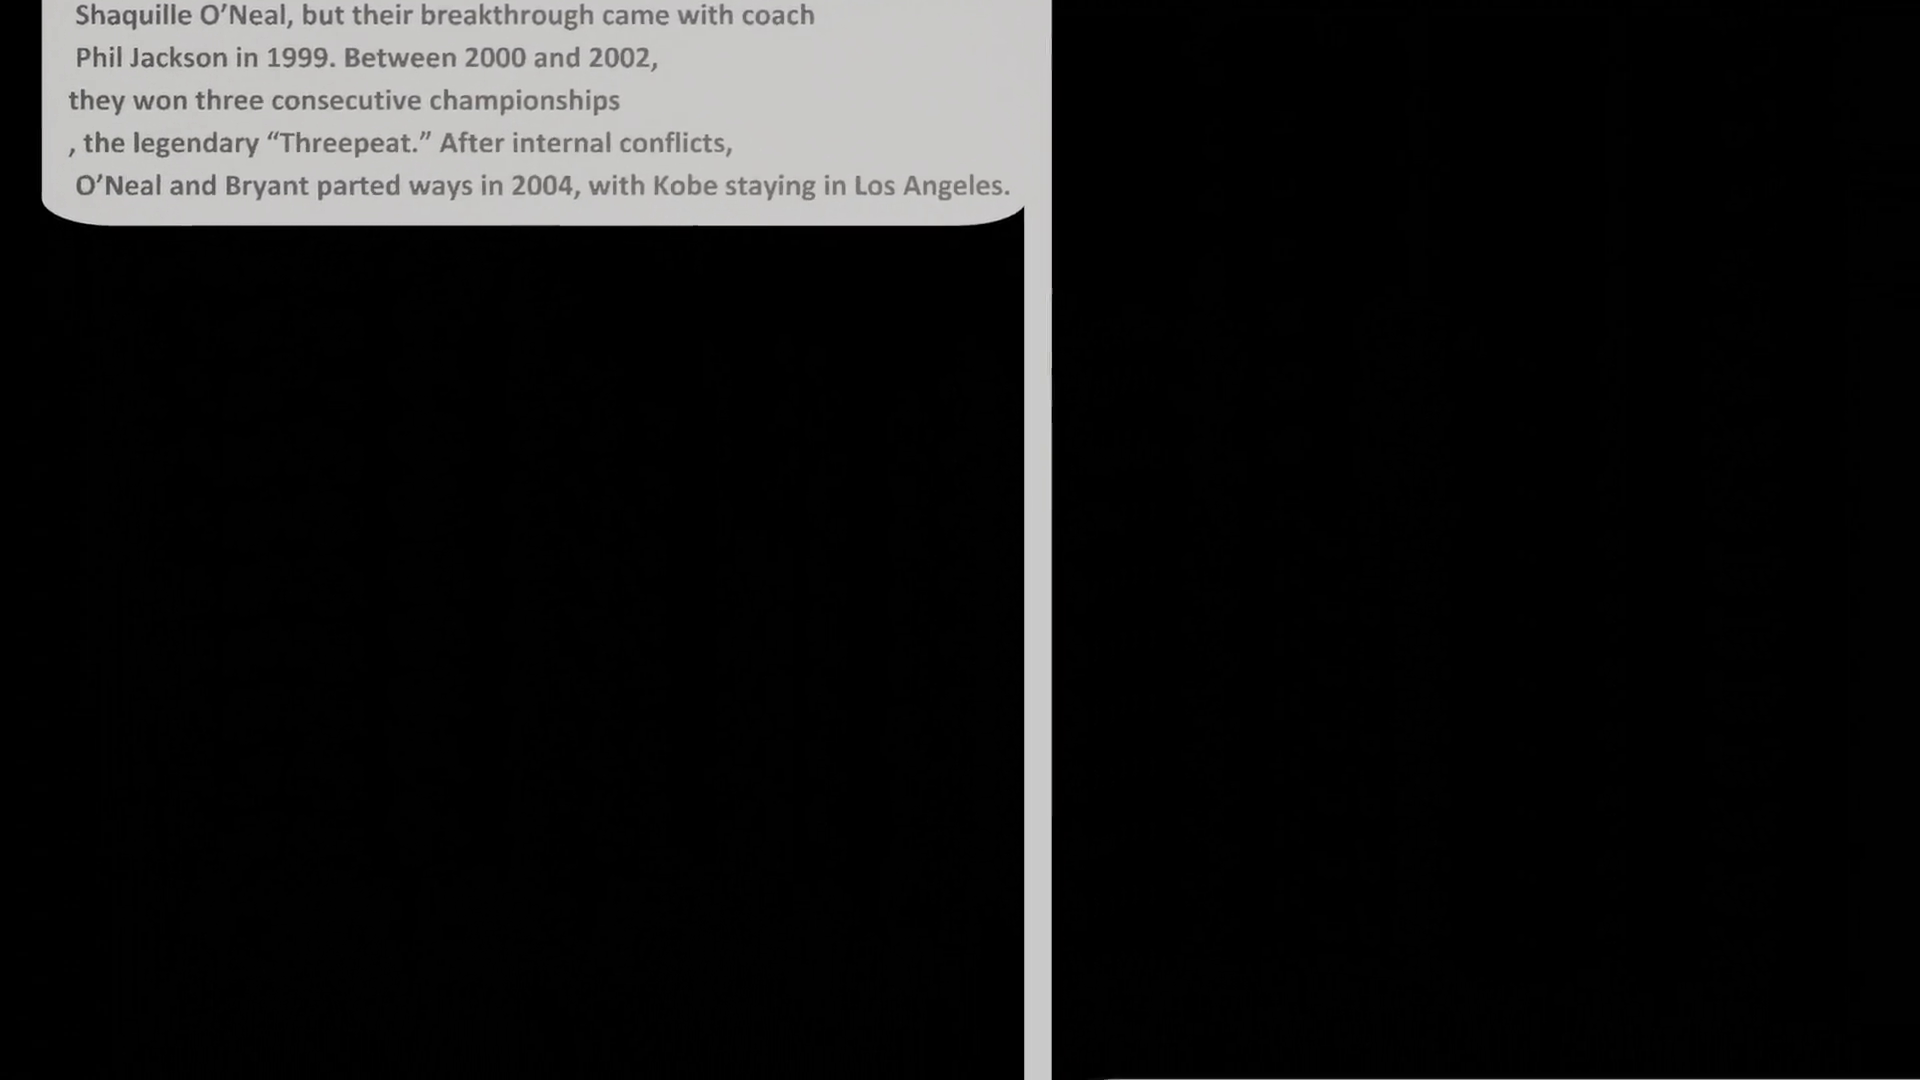 Shaquille O’Neal, but their breakthrough came with coach
Phil Jackson in 1999. Between 2000 and 2002,
they won three consecutive championships
, the legendary “Threepeat.” After internal conflicts,
O’Neal and Bryant parted ways in 2004, with Kobe staying in Los Angeles.